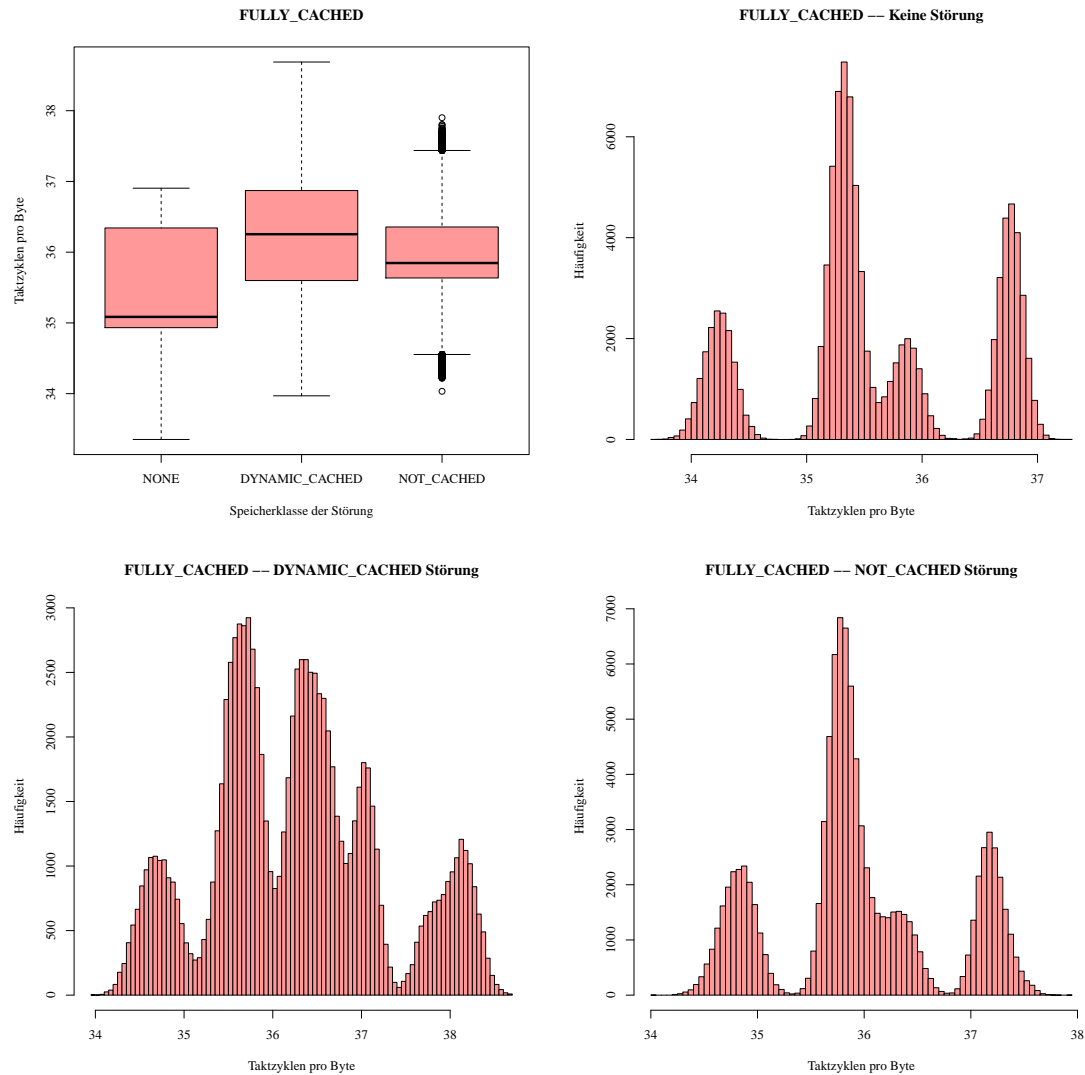 FULLY_CACHED
38
37
36
35
34
Taktzyklen pro Byte
NONE
DYNAMIC_CACHED
NOT_CACHED
Speicherklasse der Störung
FULLY_CACHED −− Keine Störung
6000
4000
2000
0
Häufigkeit
34
35
36
37
Taktzyklen pro Byte
FULLY_CACHED −− DYNAMIC_CACHED Störung
3000
2500
2000
1500
1000
500
0
Häufigkeit
34
35
36
37
38
Taktzyklen pro Byte
FULLY_CACHED −− NOT_CACHED Störung
7000
6000
5000
4000
3000
2000
1000
0
Häufigkeit
34
35
36
37
38
Taktzyklen pro Byte